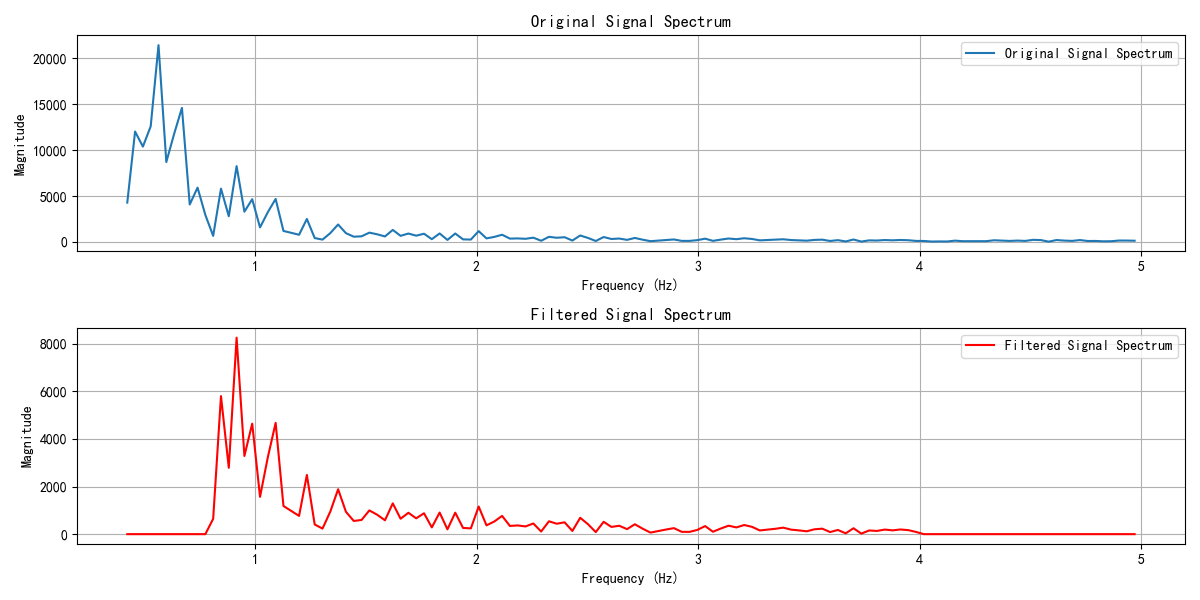 Original Signal Spectrum
Original Signal Spectrum
20000
15000
10000
5000
0
Magnitude
1 2 3 4 5
Frequency (Hz)
Filtered Signal Spectrum
Filtered Signal Spectrum
8000
6000
4000
2000
0
Magnitude
1 2 3 4 5
Frequency (Hz)